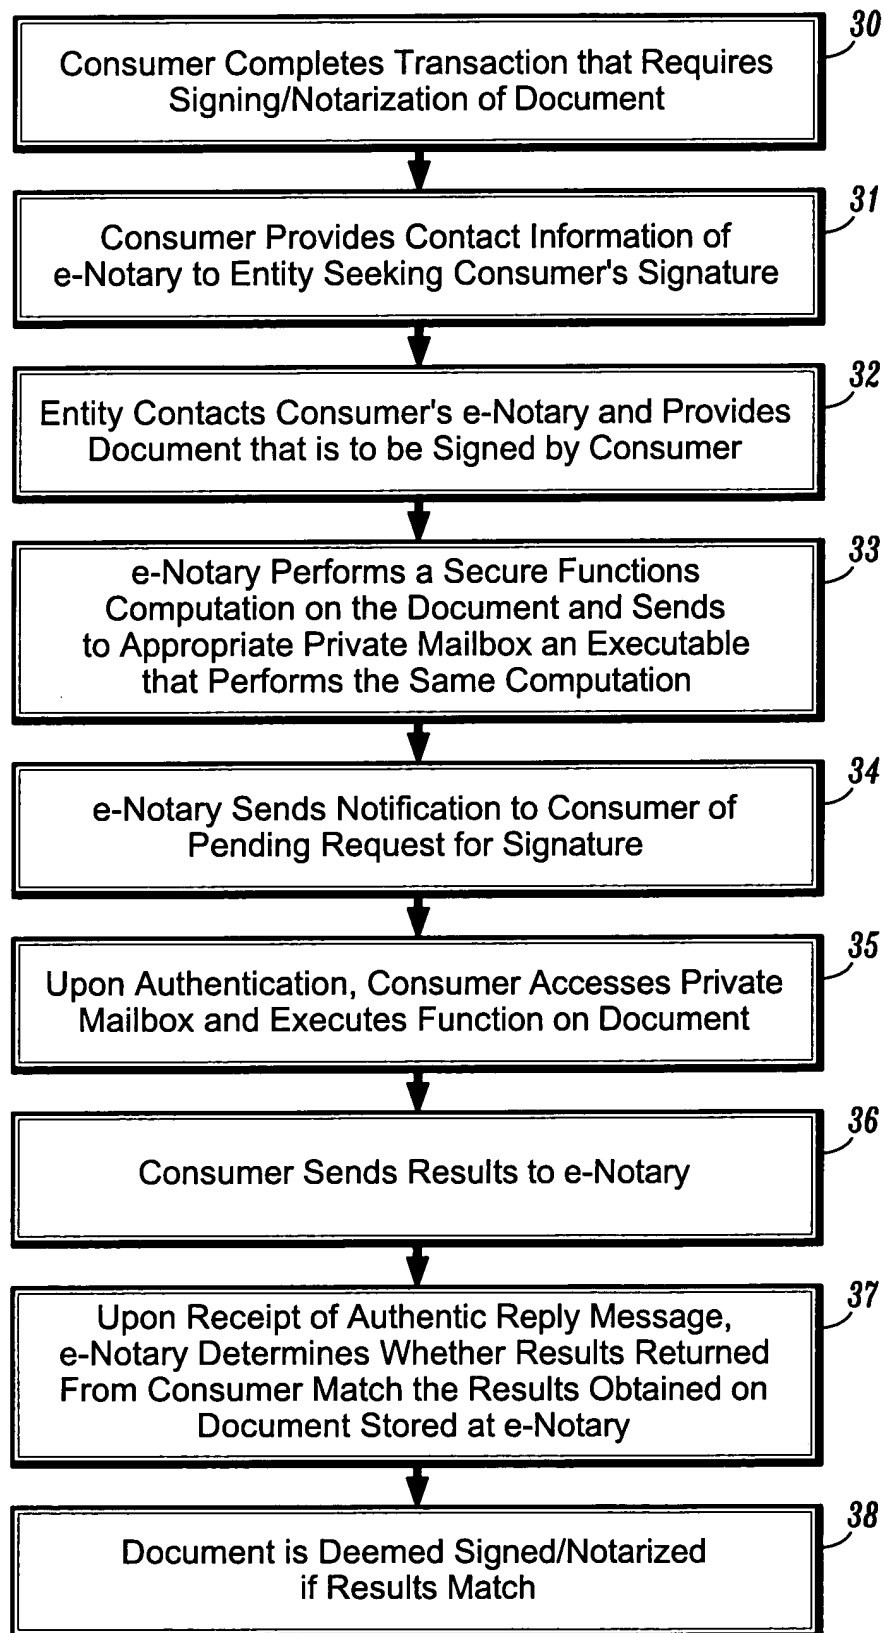 30
Consumer Completes Transaction that Requires
Signing/Notarization of Document
31
Consumer Provides Contact Information of
e-Notary to Entity Seeking Consumer's Signature
32
Entity Contacts Consumer's e-Notary and Provides
Document that is to be Signed by Consumer
33
e-Notary Performs a Secure Functions
Computation on the Document and Sends
to Appropriate Private Mailbox an Executable
that Performs the Same Computation
34
e-Notary Sends Notification to Consumer of
Pending Request for Signature
35
Upon Authentication, Consumer Accesses Private
Mailbox and Executes Function on Document
36
Consumer Sends Results to e-Notary
37
Upon Receipt of Authentic Reply Message,
e-Notary Determines Whether Results Returned
From Consumer Match the Results Obtained on
Document Stored at e-Notary
38
Document is Deemed Signed/Notarized
if Results Match